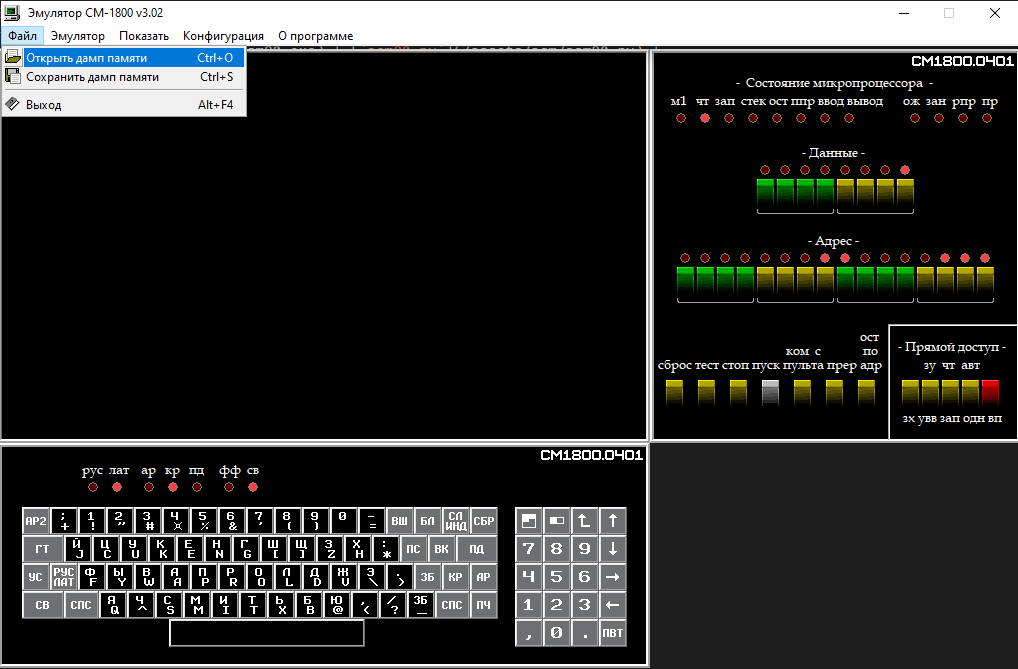 Эмулятор СМ-1800 v3.02
Файл Эмулятор Показать Конфигурация О программе
Открыть дамп памяти Ctrl+O
Сохранить дамп памяти Ctrl+S
Выход Alt+F4
СМ1800.0401
- Состояние микропроцессора -
м1 чт зап стек ост ппр ввод вывод ож зан рпр пр
- Данные -
- Адрес -
ост
ком с по
сброс тест стоп пуск пульта прер адр
- Прямой доступ -
зу чт авт
зх увв зап одн вп
СМ1800.0401
рус лат ар кр пд фф св
АР2 ; + 1 ! 2 " 3 # 4 ¤ 5 % 6 & 7 ' 8 ( 9 ) 0 - = ВШ БЛ СЛ ИНД СБР
ГТ Й J Ц C У U К K Е E Н N Г G Ш [ Щ ] З Z Х H : * ПС ВК ПД
УС РУС ЛАТ Ф F Ы Y В W А A П P Р R О O Л L Д D Ж V Э \ . > ЗБ КР АР
СВ СПС Я Q Ч ^ С S М M И I Т T Ь X Б B Ю @ , < / ? ЗБ _ СПС ПЧ
↑
7 8 9 ↓
4 5 6 →
1 2 3 ←
, 0 . ПВТ